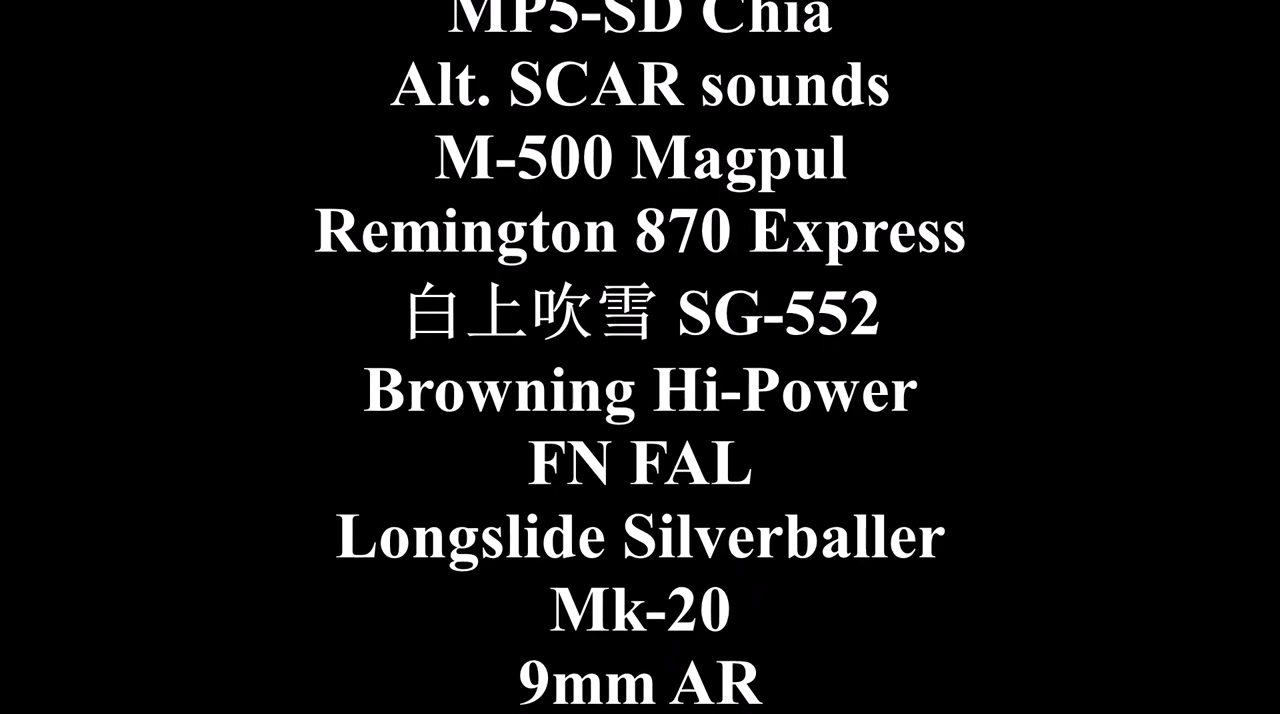 MP5-SD Chia
Alt. SCAR sounds
M-500 Magpul
Remington 870 Express
白上吹雪 SG-552
Browning Hi-Power
FN FAL
Longslide Silverballer
Mk-20
9mm AR